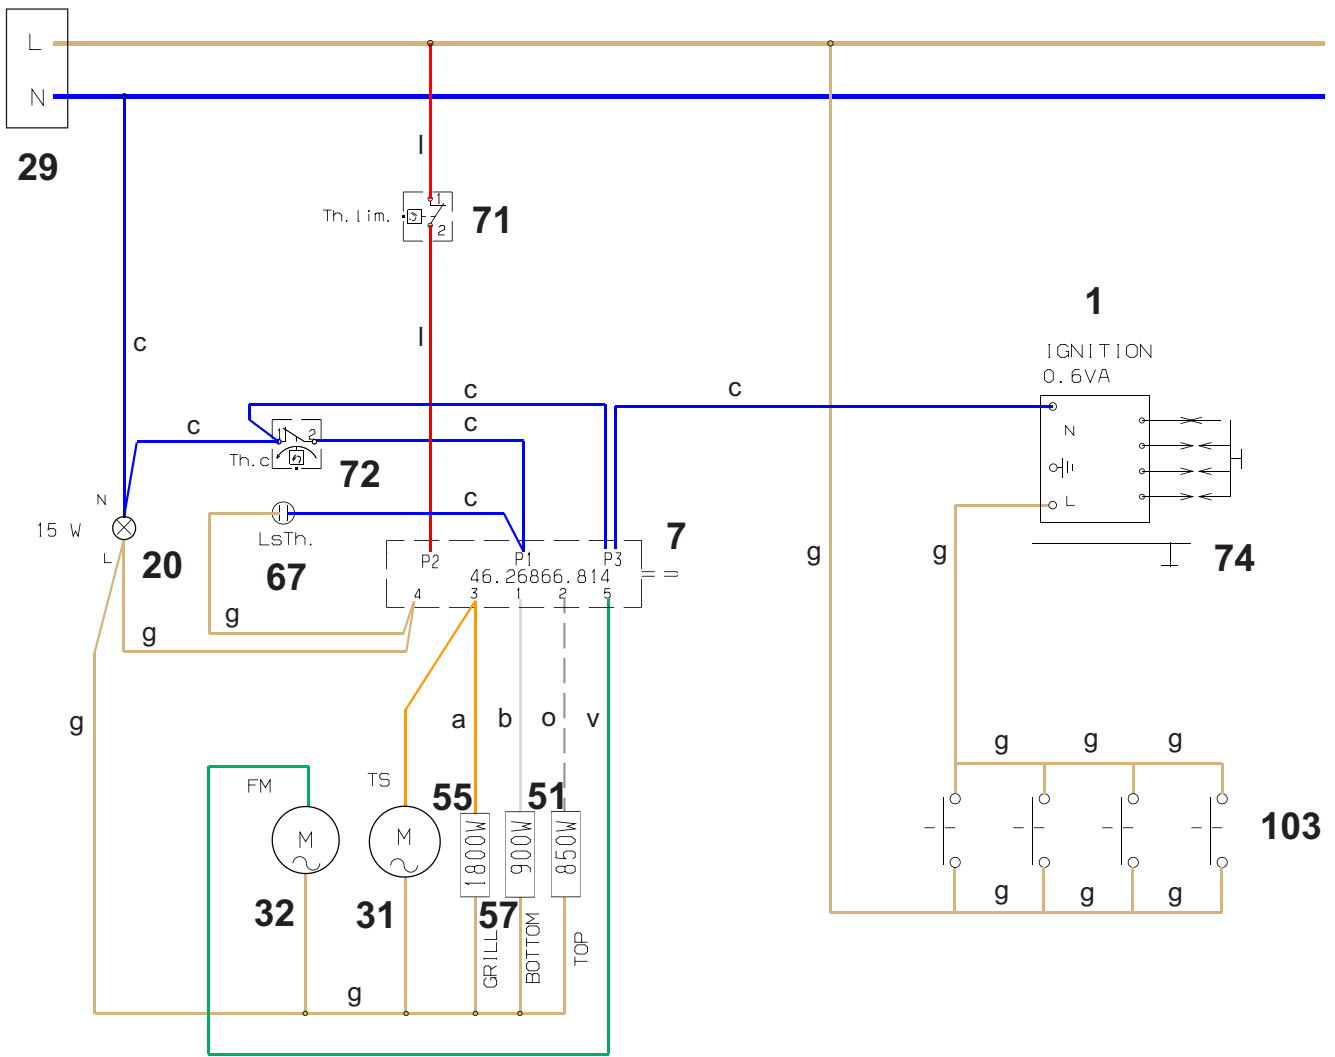 L
N
29
l
Th.lim.
1
2
71
l
1
IGNITION
0.6VA
N
L
74
c
c
c
c
c
1 2
Th.c
72
c
N
15 W
L
20
LsTh.
67
7
P2 P1 P3
46.26866.814
4 3 1 2 5
g
g
g
g
g
a b o v
FM
TS
M
32
M
31
55
1800W
57
900W
51
850W
GRILL
BOTTOM
TOP
g
g g g
103
g g g